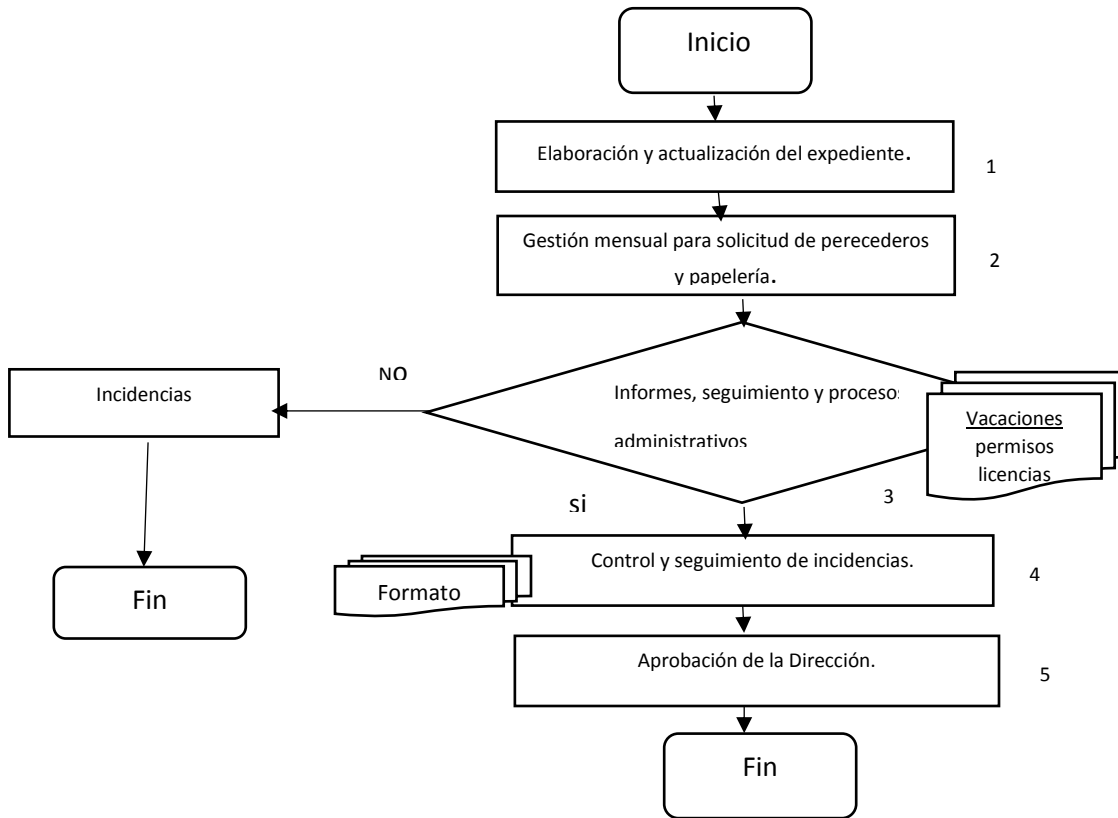 Inicio
Elaboración y actualización del expediente.
1
Gestión mensual para solicitud de perecederos
y papelería.
2
NO
Incidencias
Informes, seguimiento y procesos
administrativos
Vacaciones
permisos
licencias
3
si
Control y seguimiento de incidencias.
4
Formato
Fin
Aprobación de la Dirección.
5
Fin